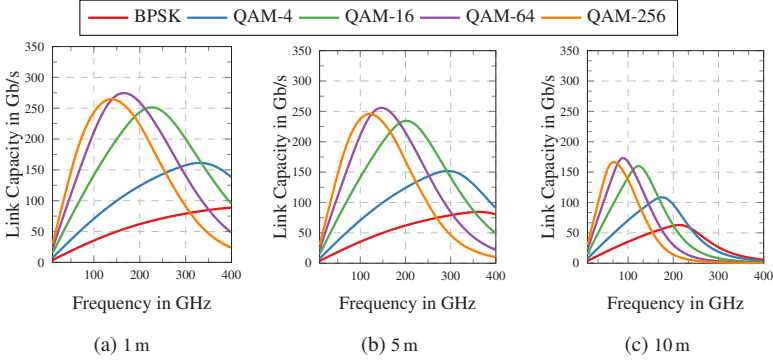 BPSK QAM-4 QAM-16 QAM-64 QAM-256
350
300
250
200
150
100
50
0
100 200 300 400
Link Capacity in Gb/s
Frequency in GHz
(a) 1 m
350
300
250
200
150
100
50
0
100 200 300 400
Link Capacity in Gb/s
Frequency in GHz
(b) 5 m
350
300
250
200
150
100
50
0
100 200 300 400
Link Capacity in Gb/s
Frequency in GHz
(c) 10 m